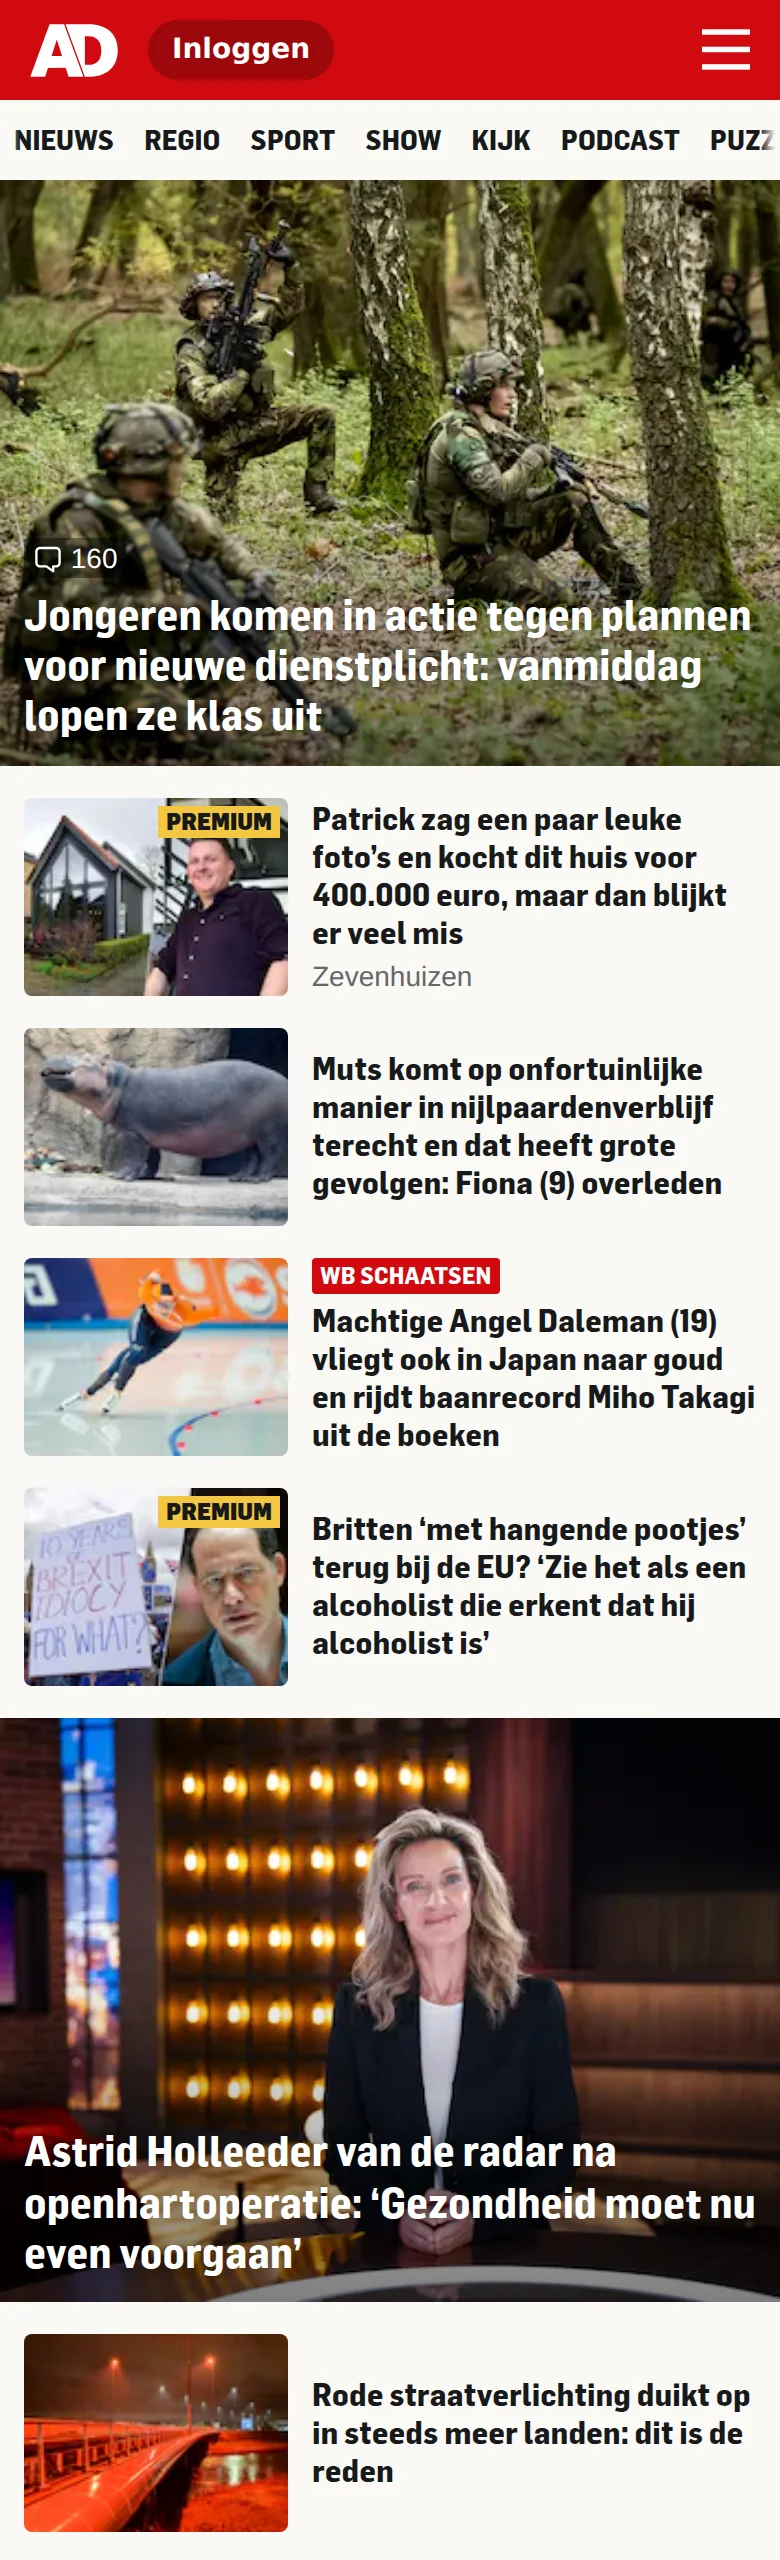 AD
Inloggen
NIEUWS REGIO SPORT SHOW KIJK PODCAST PUZZ
160
Jongeren komen in actie tegen plannen
voor nieuwe dienstplicht: vanmiddag
lopen ze klas uit
PREMIUM
Patrick zag een paar leuke
foto’s en kocht dit huis voor
400.000 euro, maar dan blijkt
er veel mis
Zevenhuizen
Muts komt op onfortuinlijke
manier in nijlpaardenverblijf
terecht en dat heeft grote
gevolgen: Fiona (9) overleden
WB SCHAATSEN
Machtige Angel Daleman (19)
vliegt ook in Japan naar goud
en rijdt baanrecord Miho Takagi
uit de boeken
PREMIUM
10 YEARS
of
BREXIT
IDIOCY
FOR WHAT?
Britten ‘met hangende pootjes’
terug bij de EU? ‘Zie het als een
alcoholist die erkent dat hij
alcoholist is’
Astrid Holleeder van de radar na
openhartoperatie: ‘Gezondheid moet nu
even voorgaan’
Rode straatverlichting duikt op
in steeds meer landen: dit is de
reden